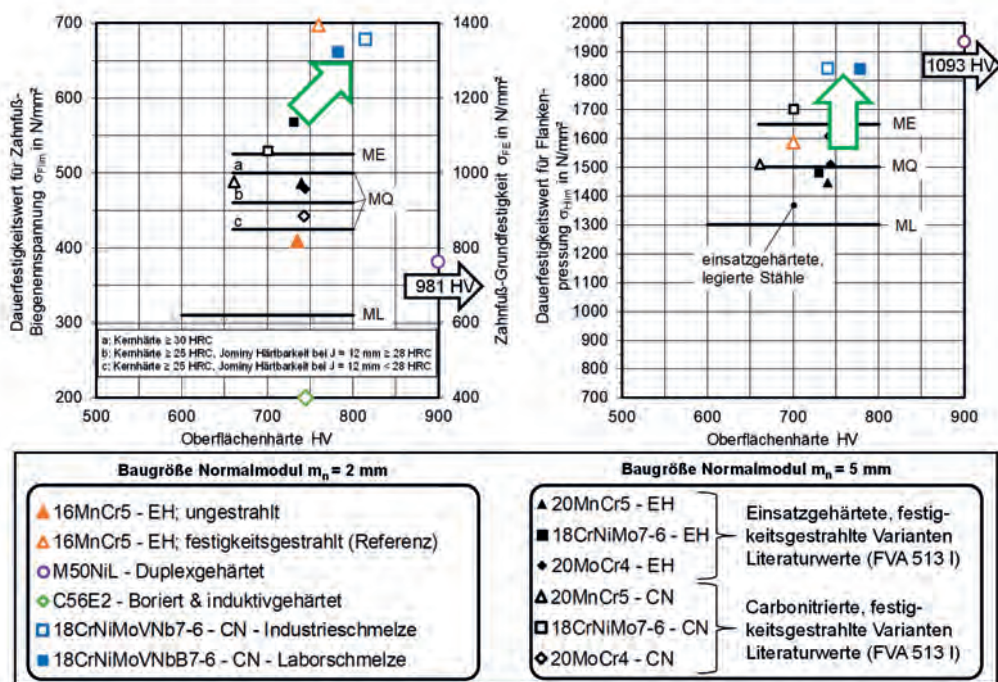 Dauerfestigkeitswert für Zahnfuß-
Biegenennspannung σFlim in N/mm²
700
600
500
400
300
200
500
600
700
800
900
Oberflächenhärte HV
1400
1200
1000
800
600
400
Zahnfuß-Grundfestigkeit σFE in N/mm²
ME
a
b
MQ
c
981 HV
ML
a: Kernhärte ≥ 30 HRC
b: Kernhärte ≥ 25 HRC, Jominy Härtbarkeit bei J = 12 mm ≥ 28 HRC
c: Kernhärte ≥ 25 HRC, Jominy Härtbarkeit bei J = 12 mm < 28 HRC
Dauerfestigkeitswert für Flanken-
pressung σHlim in N/mm²
2000
1900
1800
1700
1600
1500
1400
1300
1200
1100
1000
900
800
700
500
600
700
800
900
Oberflächenhärte HV
1093 HV
ME
MQ
ML
einsatzgehärtete,
legierte Stähle
Baugröße Normalmodul mn = 2 mm
16MnCr5 - EH; ungestrahlt
16MnCr5 - EH; festigkeitsgestrahlt (Referenz)
M50NiL - Duplexgehärtet
C56E2 - Boriert & induktivgehärtet
18CrNiMoVNb7-6 - CN - Industrieschmelze
18CrNiMoVNbB7-6 - CN - Laborschmelze
Baugröße Normalmodul mn = 5 mm
20MnCr5 - EH
18CrNiMo7-6 - EH
20MoCr4 - EH
Einsatzgehärtete, festig-
keitsgestrahlte Varianten
Literaturwerte (FVA 513 I)
20MnCr5 - CN
18CrNiMo7-6 - CN
20MoCr4 - CN
Carbonitrierte, festig-
keitsgestrahlte Varianten
Literaturwerte (FVA 513 I)